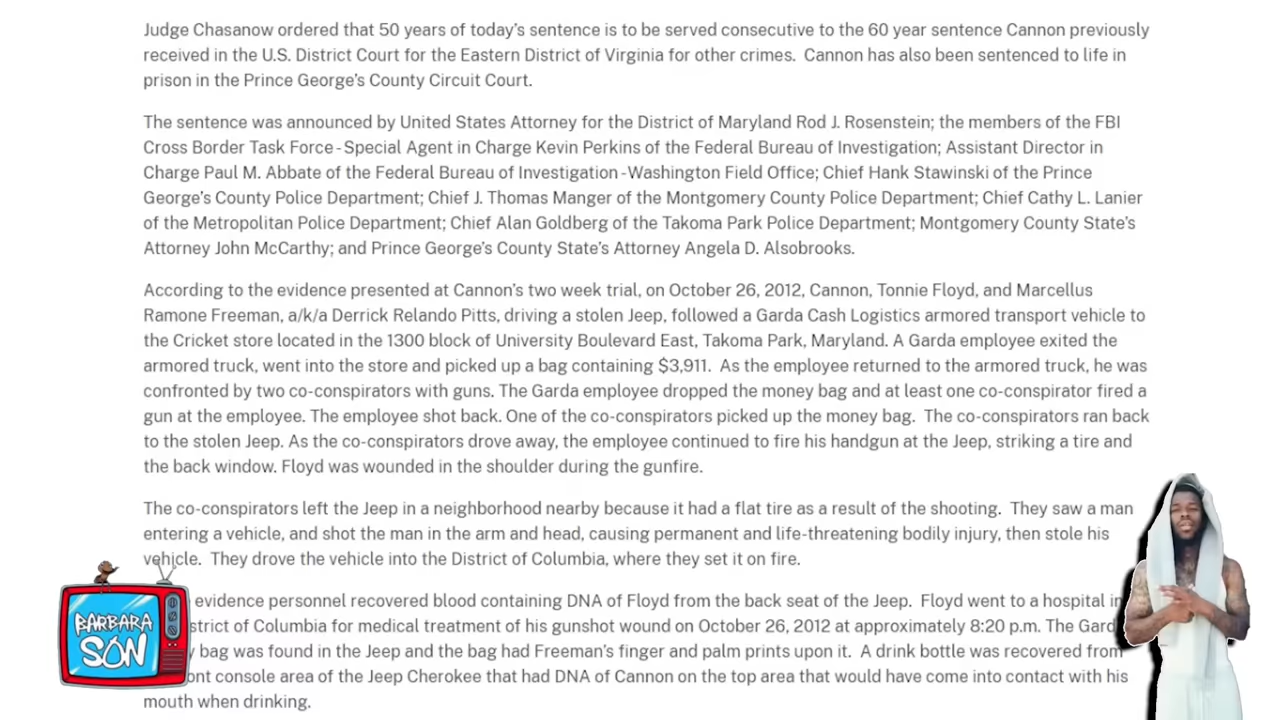 Judge Chasanow ordered that 50 years of today's sentence is to be served consecutive to the 60 year sentence Cannon previously
received in the U.S. District Court for the Eastern District of Virginia for other crimes.  Cannon has also been sentenced to life in
prison in the Prince George's County Circuit Court.
The sentence was announced by United States Attorney for the District of Maryland Rod J. Rosenstein; the members of the FBI
Cross Border Task Force - Special Agent in Charge Kevin Perkins of the Federal Bureau of Investigation; Assistant Director in
Charge Paul M. Abbate of the Federal Bureau of Investigation - Washington Field Office; Chief Hank Stawinski of the Prince
George's County Police Department; Chief J. Thomas Manger of the Montgomery County Police Department; Chief Cathy L. Lanier
of the Metropolitan Police Department; Chief Alan Goldberg of the Takoma Park Police Department; Montgomery County State's
Attorney John McCarthy; and Prince George's County State's Attorney Angela D. Alsobrooks.
According to the evidence presented at Cannon's two week trial, on October 26, 2012, Cannon, Tonnie Floyd, and Marcellus
Ramone Freeman, a/k/a Derrick Relando Pitts, driving a stolen Jeep, followed a Garda Cash Logistics armored transport vehicle to
the Cricket store located in the 1300 block of University Boulevard East, Takoma Park, Maryland. A Garda employee exited the
armored truck, went into the store and picked up a bag containing $3,911.  As the employee returned to the armored truck, he was
confronted by two co-conspirators with guns. The Garda employee dropped the money bag and at least one co-conspirator fired a
gun at the employee. The employee shot back. One of the co-conspirators picked up the money bag.  The co-conspirators ran back
to the stolen Jeep. As the co-conspirators drove away, the employee continued to fire his handgun at the Jeep, striking a tire and
the back window. Floyd was wounded in the shoulder during the gunfire.
The co-conspirators left the Jeep in a neighborhood nearby because it had a flat tire as a result of the shooting.  They saw a man
entering a vehicle, and shot the man in the arm and head, causing permanent and life-threatening bodily injury, then stole his
vehicle.  They drove the vehicle into the District of Columbia, where they set it on fire.
evidence personnel recovered blood containing DNA of Floyd from the back seat of the Jeep.  Floyd went to a hospital in
of Columbia for medical treatment of his gunshot wound on October 26, 2012 at approximately 8:20 p.m. The
bag was found in the Jeep and the bag had Freeman's finger and palm prints upon it.  A drink bottle was recovered from
console area of the Jeep Cherokee that had DNA of Cannon on the top area that would have come into contact with his
mouth when drinking.
BARBARA
SON